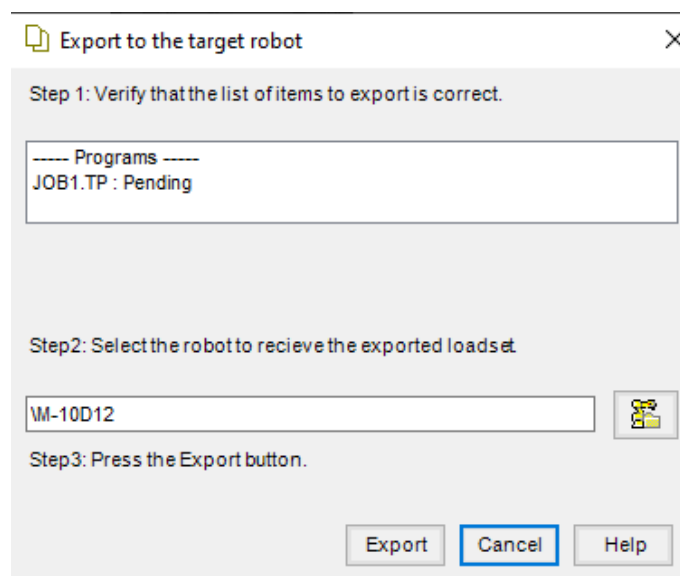 Export to the target robot
Step 1: Verify that the list of items to export is correct.
----- Programs -----
JOB1.TP : Pending
Step2: Select the robot to recieve the exported loadset.
\M-10D12
Step3: Press the Export button.
Export Cancel Help